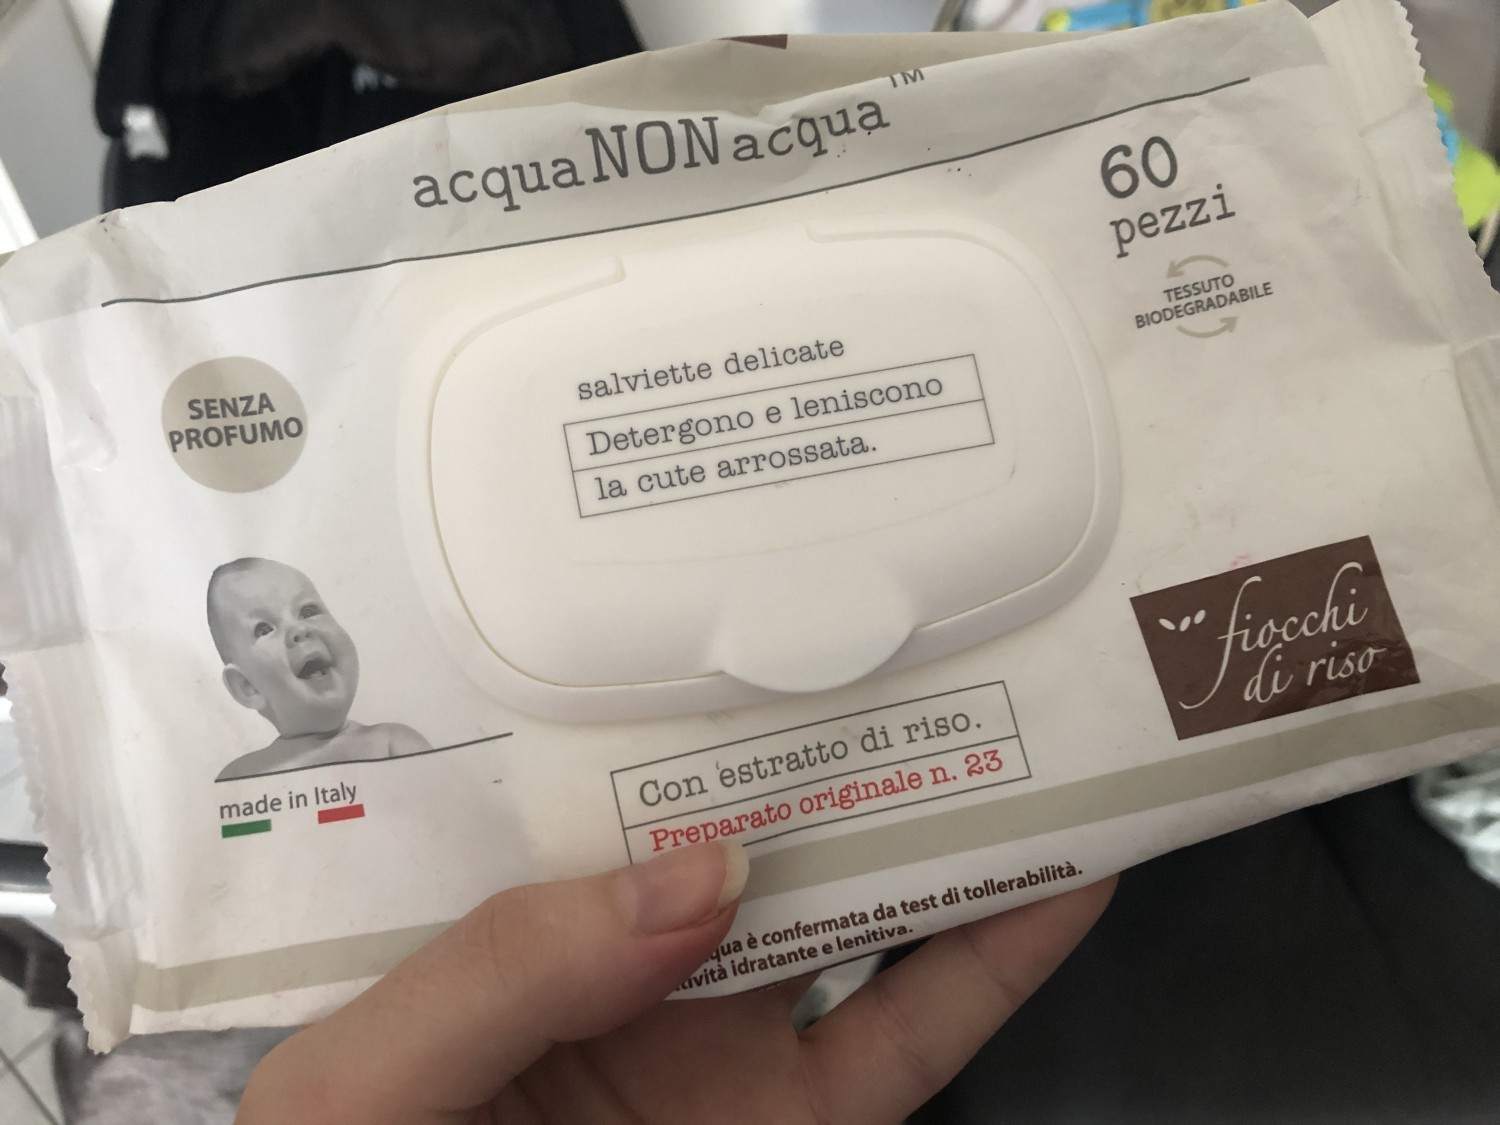 acquaNONacqua™
60
pezzi
TESSUTO
BIODEGRADABILE
SENZA
PROFUMO
salviette delicate
Detergono e leniscono
la cute arrossata.
made in Italy
fiocchi
di riso
Con estratto di riso.
Preparato originale n. 23
è confermata da test di tollerabilità.
idratante e lenitiva.